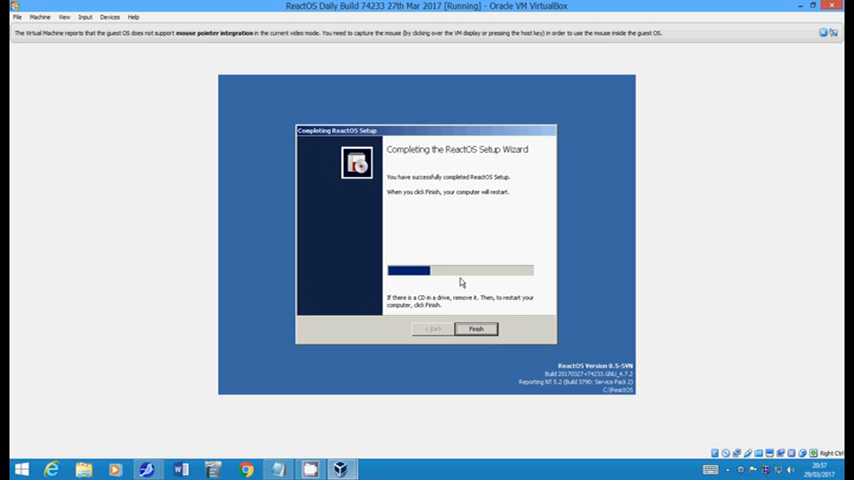 ReactOS Daily Build 74233 27th Mar 2017 [Running] - Oracle VM VirtualBox
File Machine View Input Devices Help
The Virtual Machine reports that the guest OS does not support mouse pointer integration in the current video mode. You need to capture the mouse (by clicking over the VM display or pressing the host key) in order to use the mouse inside the guest OS.
Completing ReactOS Setup
Completing the ReactOS Setup Wizard
You have successfully completed ReactOS Setup.
When you click Finish, your computer will restart.
If there is a CD in a drive, remove it. Then, to restart your
computer, click Finish.
< Back Finish
ReactOS Version 0.5-SVN
Build 20170327-r74233.GNU_4.7.2
Reporting NT 5.2 (Build 3790: Service Pack 2)
C:\ReactOS
Right Ctrl
20:57
29/03/2017